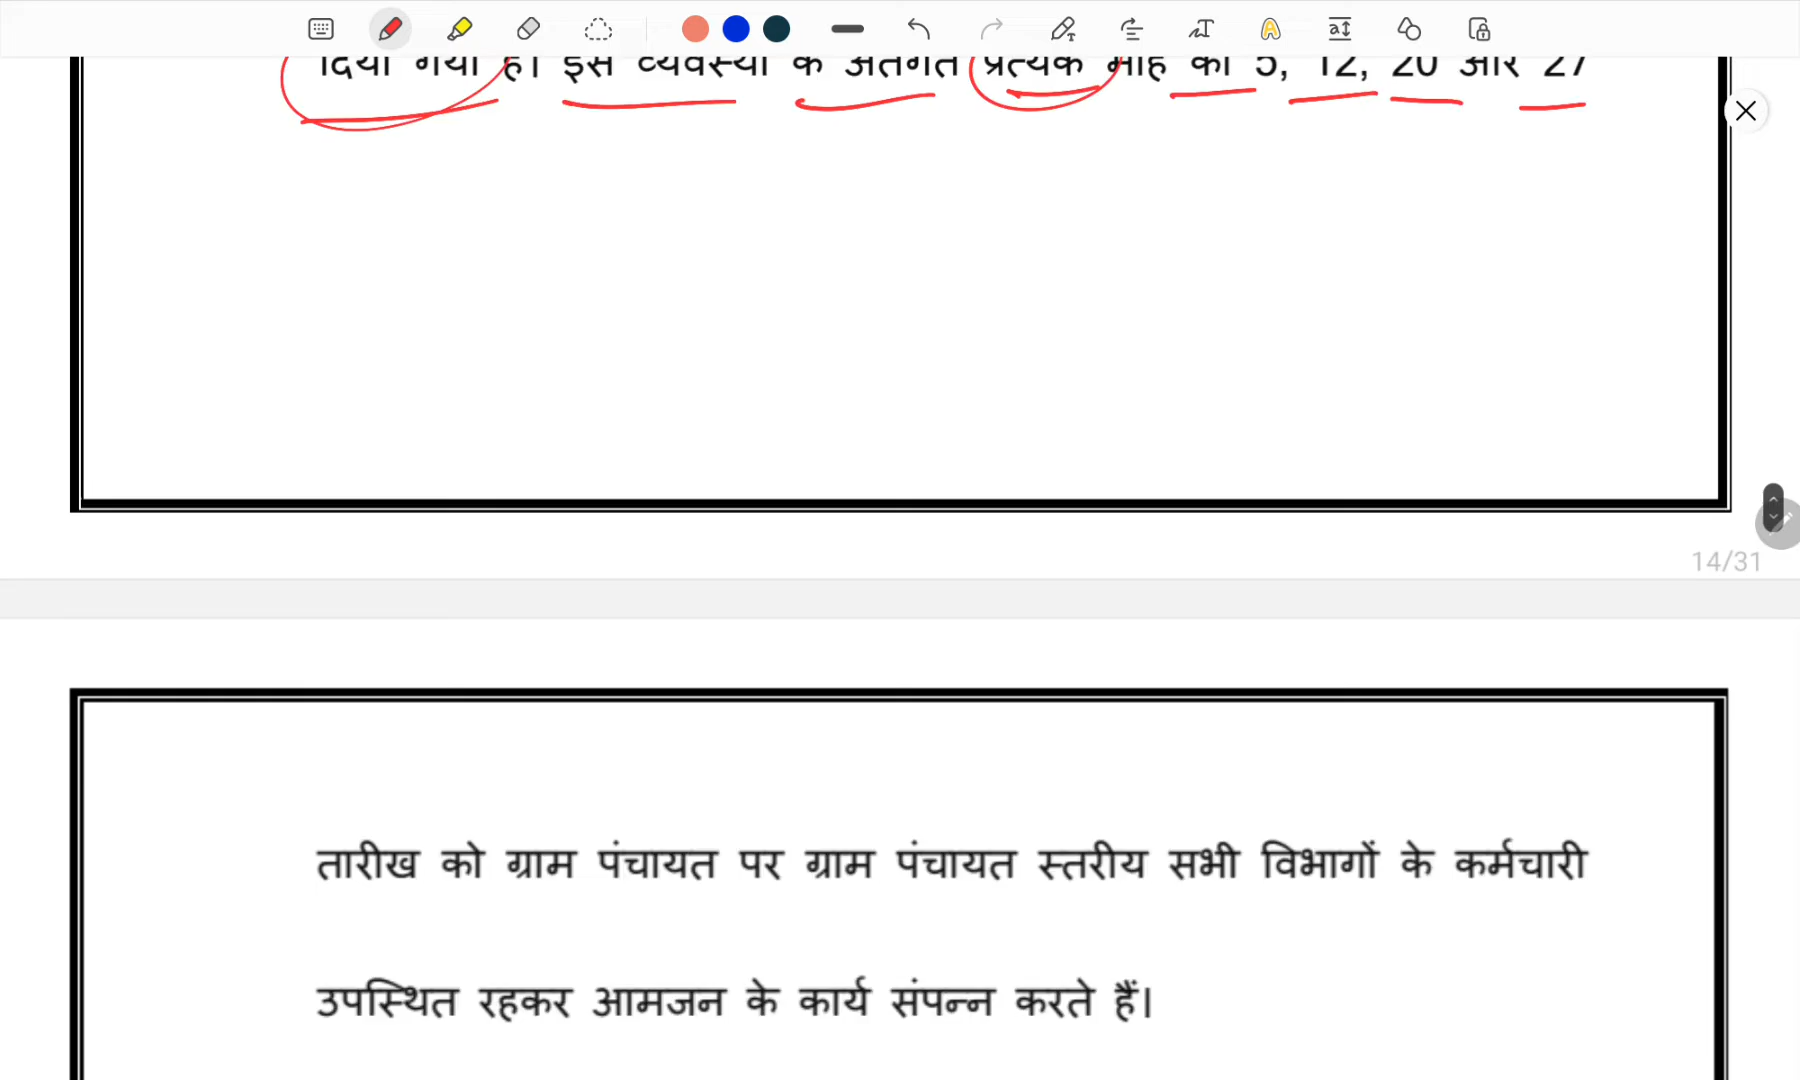 दिया गया है। इस व्यवस्था के अंतर्गत प्रत्येक माह की 5, 12, 20 और 27
14/31
तारीख को ग्राम पंचायत पर ग्राम पंचायत स्तरीय सभी विभागों के कर्मचारी
उपस्थित रहकर आमजन के कार्य संपन्न करते हैं।